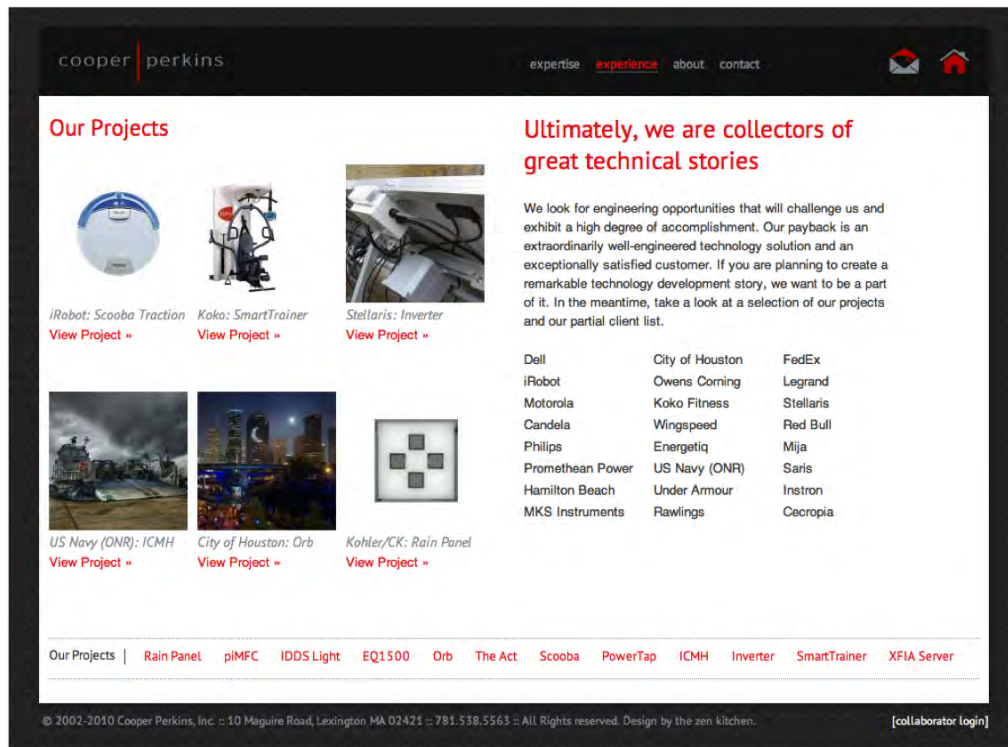 cooper | perkins
expertise experience about contact
Our Projects
iRobot: Scooba Traction
View Project »
Koko: SmartTrainer
View Project »
Stellaris: Inverter
View Project »
US Navy (ONR): ICMH
View Project »
City of Houston: Orb
View Project »
Kohler/CK: Rain Panel
View Project »
Ultimately, we are collectors of
great technical stories
We look for engineering opportunities that will challenge us and
exhibit a high degree of accomplishment. Our payback is an
extraordinarily well-engineered technology solution and an
exceptionally satisfied customer. If you are planning to create a
remarkable technology development story, we want to be a part
of it. In the meantime, take a look at a selection of our projects
and our partial client list.
Dell City of Houston FedEx
iRobot Owens Corning Legrand
Motorola Koko Fitness Stellaris
Candela Wingspeed Red Bull
Philips Energetiq Mija
Promethean Power US Navy (ONR) Saris
Hamilton Beach Under Armour Instron
MKS Instruments Rawlings Cecropia
Our Projects | Rain Panel piMFC IDDS Light EQ1500 Orb The Act Scooba PowerTap ICMH Inverter SmartTrainer XFIA Server
© 2002-2010 Cooper Perkins, Inc. :: 10 Maguire Road, Lexington MA 02421 :: 781.538.5563 :: All Rights reserved. Design by the zen kitchen. [collaborator login]